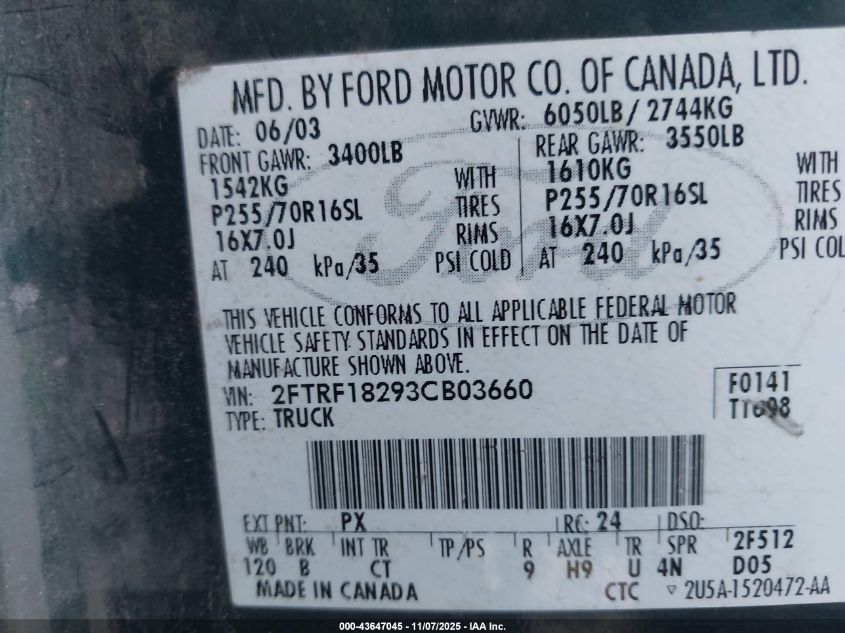 MFD. BY FORD MOTOR CO. OF CANADA, LTD.
DATE: 06/03 GVWR: 6050LB / 2744KG
FRONT GAWR: 3400LB REAR GAWR: 3550LB
1542KG WITH 1610KG WITH
P255/70R16SL TIRES P255/70R16SL TIRES
16X7.0J RIMS 16X7.0J RIMS
AT 240 kPa/35 PSI COLD AT 240 kPa/35 PSI COL
Ford
THIS VEHICLE CONFORMS TO ALL APPLICABLE FEDERAL MOTOR
VEHICLE SAFETY STANDARDS IN EFFECT ON THE DATE OF
MANUFACTURE SHOWN ABOVE.
VIN: 2FTRF18293CB03660 F0141
TYPE: TRUCK T1698
EXT PNT: PX RC: 24 DSO:
WB BRK INT TR TP/PS R AXLE TR SPR 2F512
120 B CT 9 H9 U 4N D05
MADE IN CANADA CTC ▽ 2U5A-1520472-AA
000-43647045 - 11/07/2025 - IAA Inc.